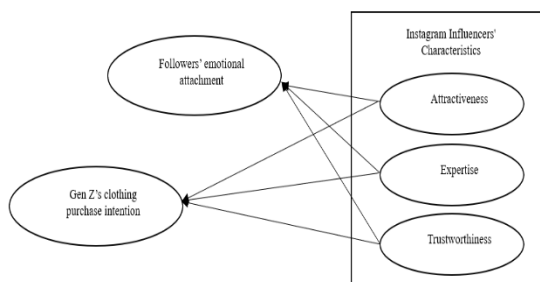 Instagram Influencers'
Characteristics
Followers' emotional
attachment
Attractiveness
Expertise
Gen Z's clothing
purchase intention
Trustworthiness